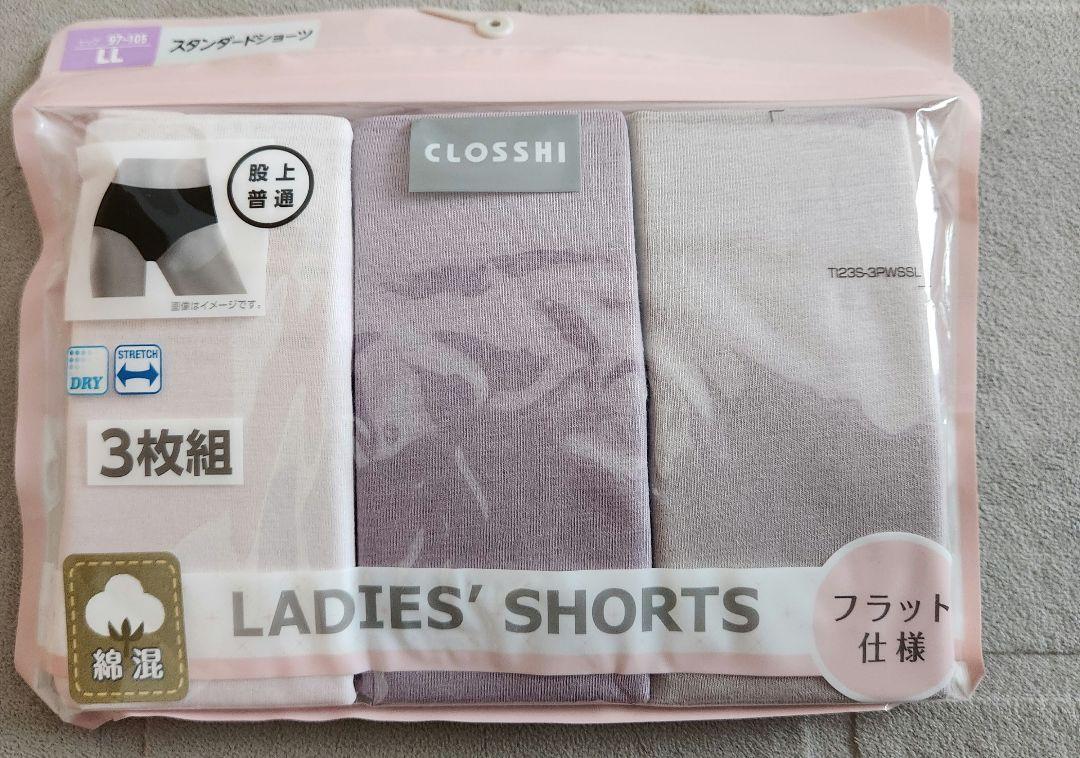 97-105
LL
スタンダードショーツ
CLOSSHI
股上
普通
画像はイメージです。
T123S-3PWSSL
DRY
STRETCH
3枚組
LADIES' SHORTS
綿混
フラット
仕様